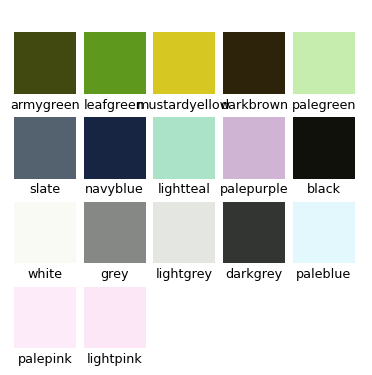 armygreen leafgreen mustardyellow darkbrown palegreen
slate navyblue lightteal palepurple black
white grey lightgrey darkgrey paleblue
palepink lightpink